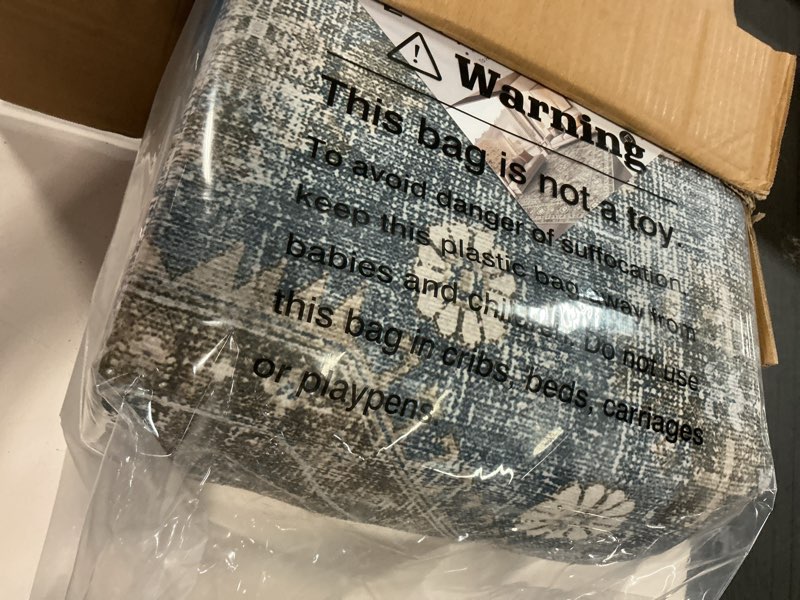 Warning
This bag is not a toy.
To avoid danger of suffocation,
keep this plastic bag away from
babies and children. Do not use
this bag in cribs, beds, carriages
or playpens.